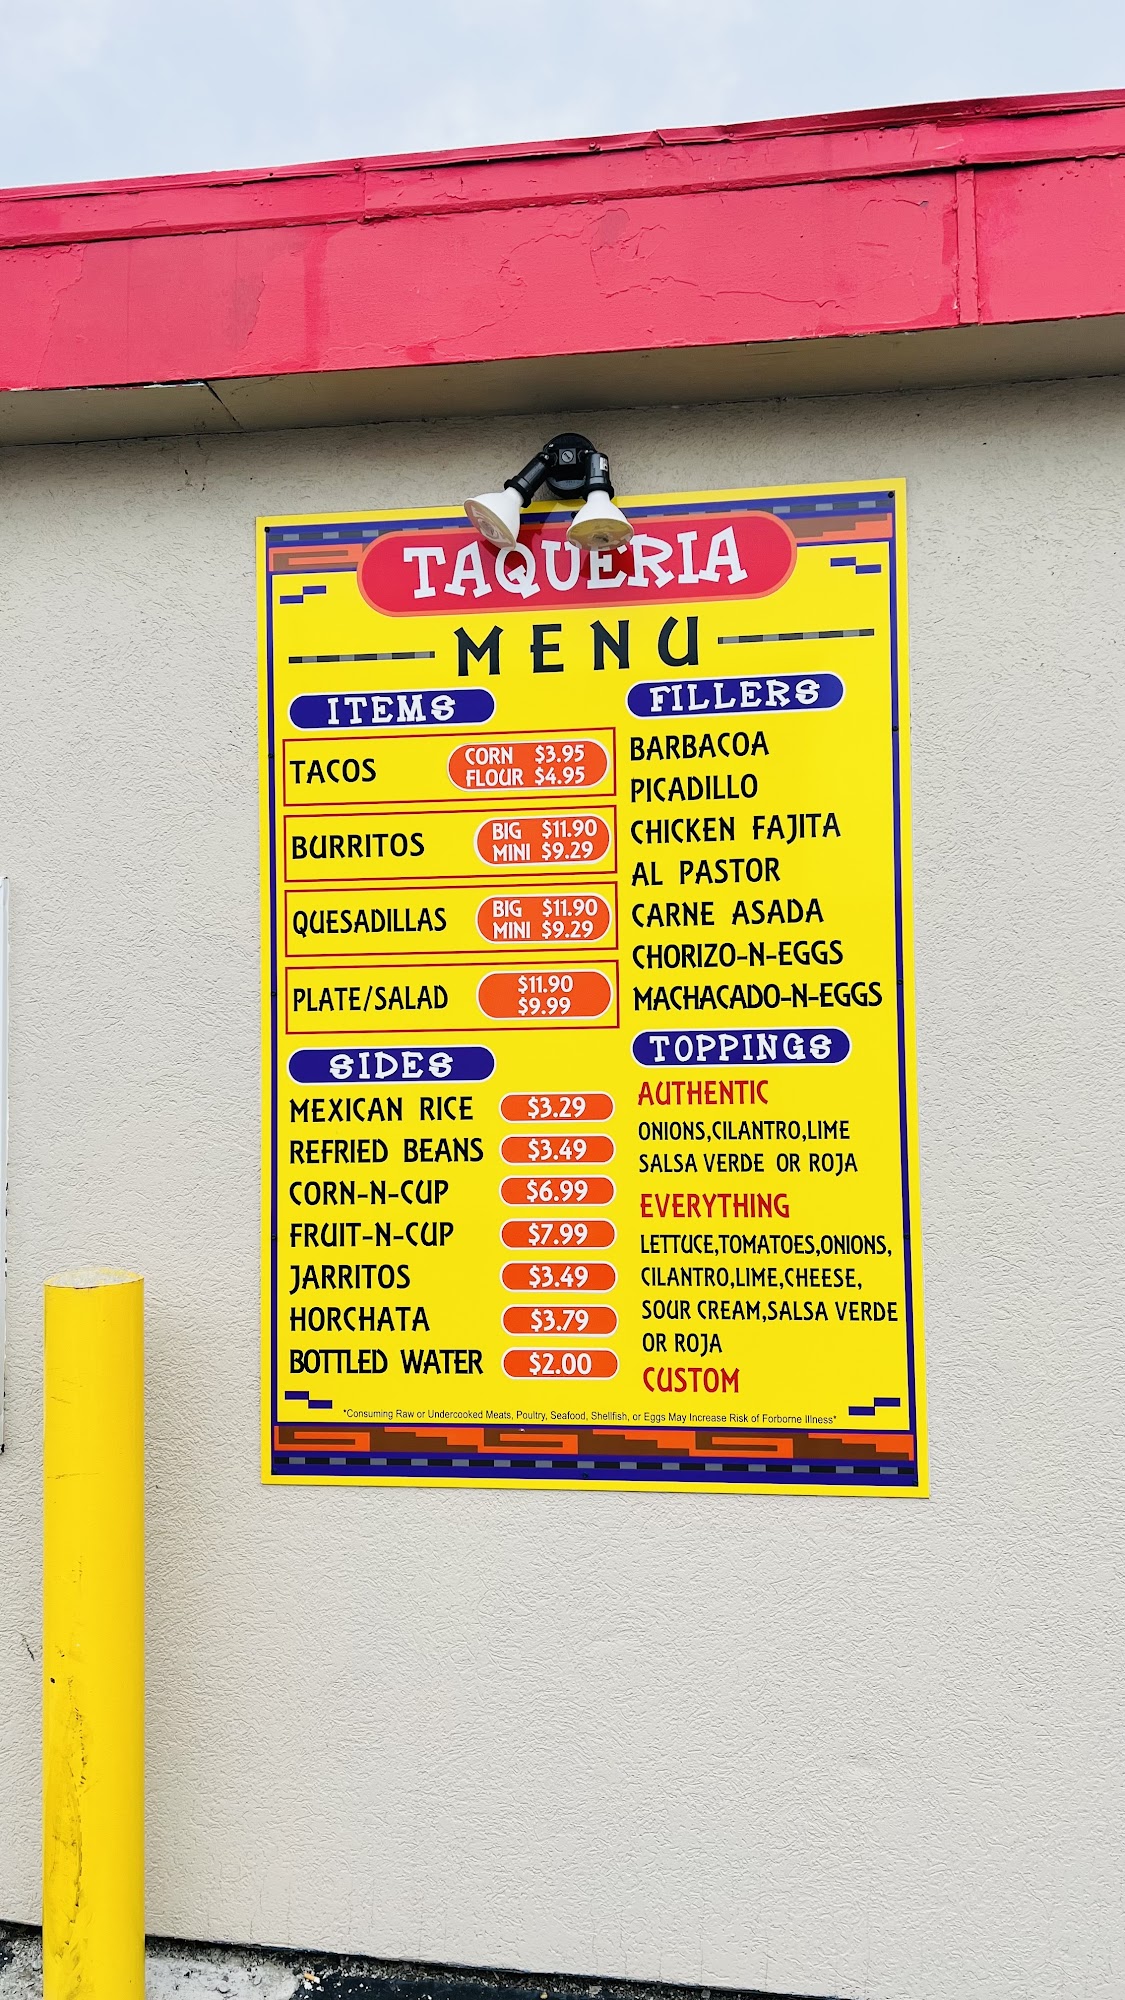 TAQUERIA
MENU
ITEMS
TACOS
CORN $3.95
FLOUR $4.95
BURRITOS
BIG $11.90
MINI $9.29
QUESADILLAS
BIG $11.90
MINI $9.29
PLATE/SALAD
$11.90
$9.99
SIDES
MEXICAN RICE $3.29
REFRIED BEANS $3.49
CORN-N-CUP $6.99
FRUIT-N-CUP $7.99
JARRITOS $3.49
HORCHATA $3.79
BOTTLED WATER $2.00
FILLERS
BARBACOA
PICADILLO
CHICKEN FAJITA
AL PASTOR
CARNE ASADA
CHORIZO-N-EGGS
MACHACADO-N-EGGS
TOPPINGS
AUTHENTIC
ONIONS,CILANTRO,LIME
SALSA VERDE OR ROJA
EVERYTHING
LETTUCE,TOMATOES,ONIONS,
CILANTRO,LIME,CHEESE,
SOUR CREAM,SALSA VERDE
OR ROJA
CUSTOM
*Consuming Raw or Undercooked Meats, Poultry, Seafood, Shellfish, or Eggs May Increase Risk of Forborne Illness*